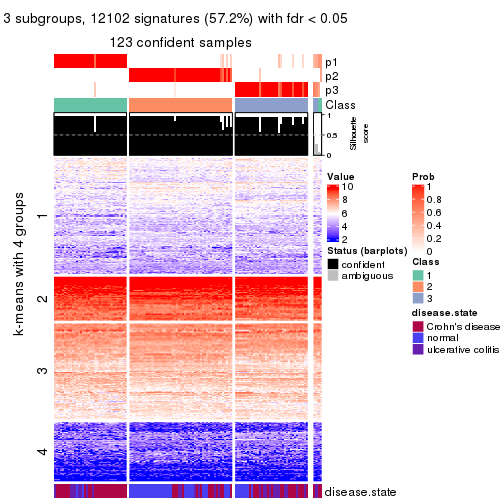 3 subgroups, 12102 signatures (57.2%) with fdr < 0.05
123 confident samples
p1
p2
p3
Class
1
0.5
0
Silhouette
score
k-means with 4 groups
1
2
3
4
disease.state
Value
10
8
6
4
2
Status (barplots)
confident
ambiguous
Prob
1
0.8
0.6
0.4
0.2
0
Class
1
2
3
disease.state
Crohn's disease
normal
ulcerative colitis